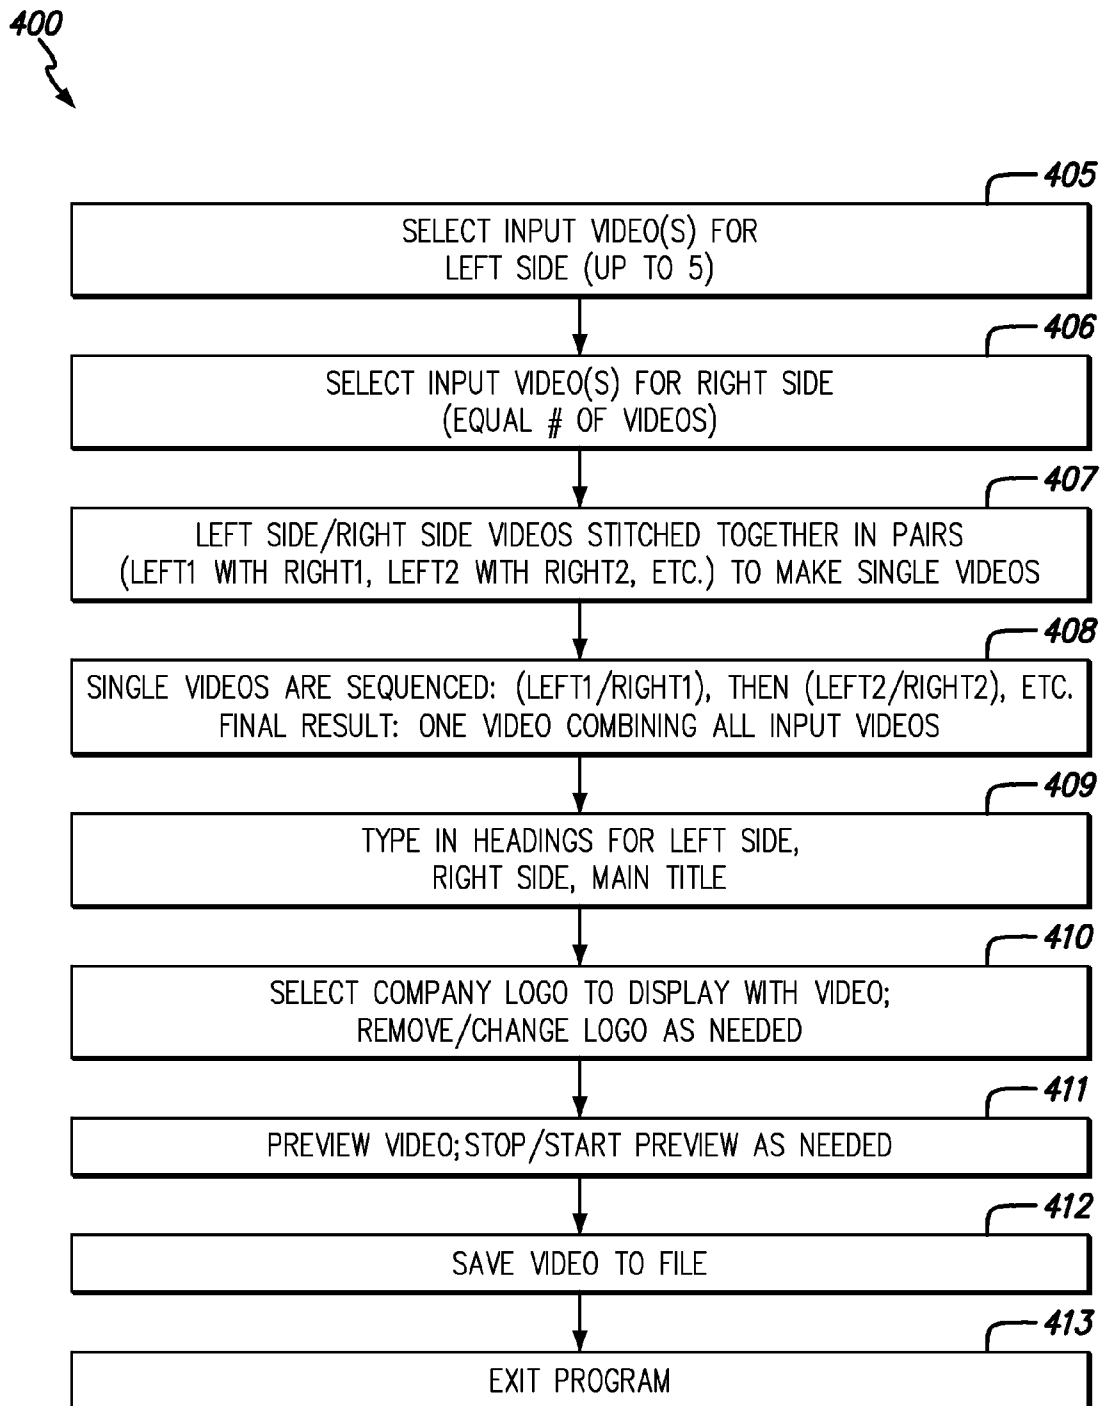 400
405
SELECT INPUT VIDEO(S) FOR
LEFT SIDE (UP TO 5)
406
SELECT INPUT VIDEO(S) FOR RIGHT SIDE
(EQUAL # OF VIDEOS)
407
LEFT SIDE/RIGHT SIDE VIDEOS STITCHED TOGETHER IN PAIRS
(LEFT1 WITH RIGHT1, LEFT2 WITH RIGHT2, ETC.) TO MAKE SINGLE VIDEOS
408
SINGLE VIDEOS ARE SEQUENCED: (LEFT1/RIGHT1), THEN (LEFT2/RIGHT2), ETC.
FINAL RESULT: ONE VIDEO COMBINING ALL INPUT VIDEOS
409
TYPE IN HEADINGS FOR LEFT SIDE,
RIGHT SIDE, MAIN TITLE
410
SELECT COMPANY LOGO TO DISPLAY WITH VIDEO;
REMOVE/CHANGE LOGO AS NEEDED
411
PREVIEW VIDEO; STOP/START PREVIEW AS NEEDED
412
SAVE VIDEO TO FILE
413
EXIT PROGRAM